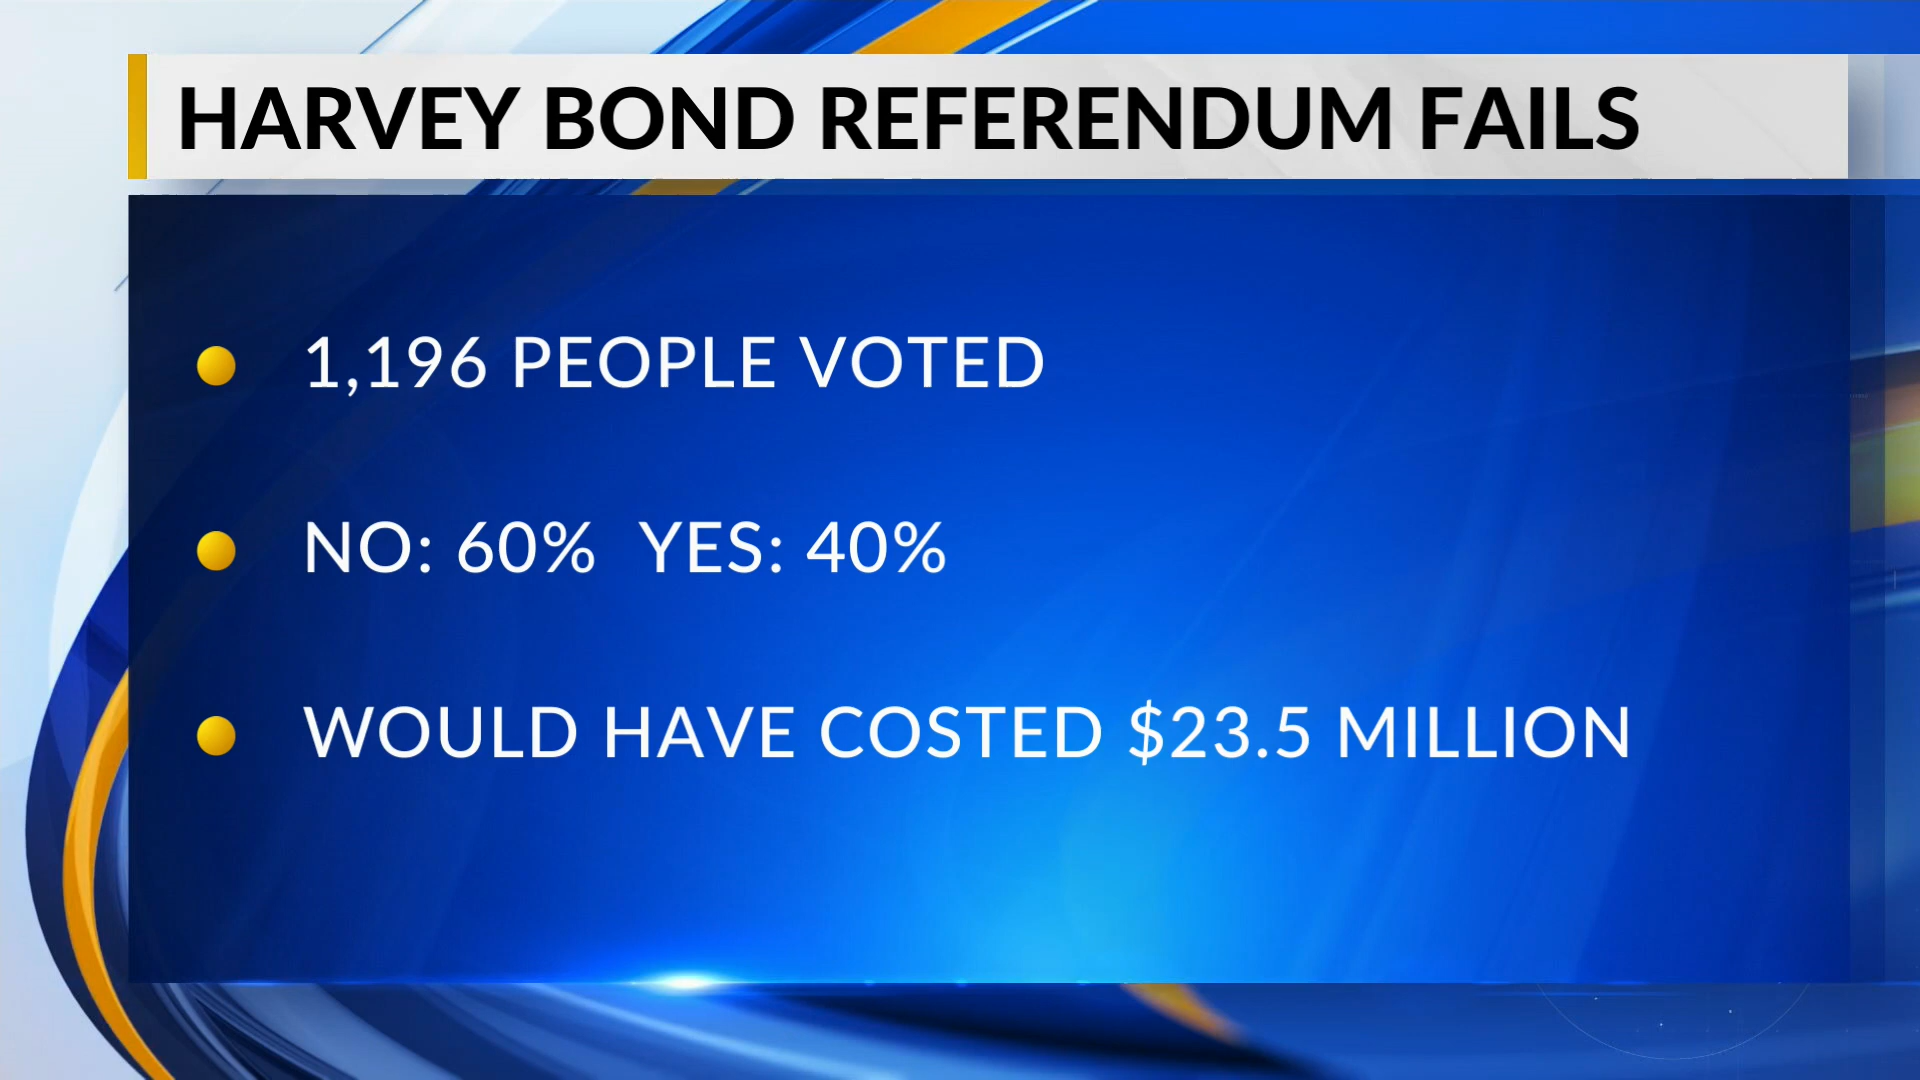 HARVEY BOND REFERENDUM FAILS
1,196 PEOPLE VOTED
NO: 60%  YES: 40%
WOULD HAVE COSTED $23.5 MILLION